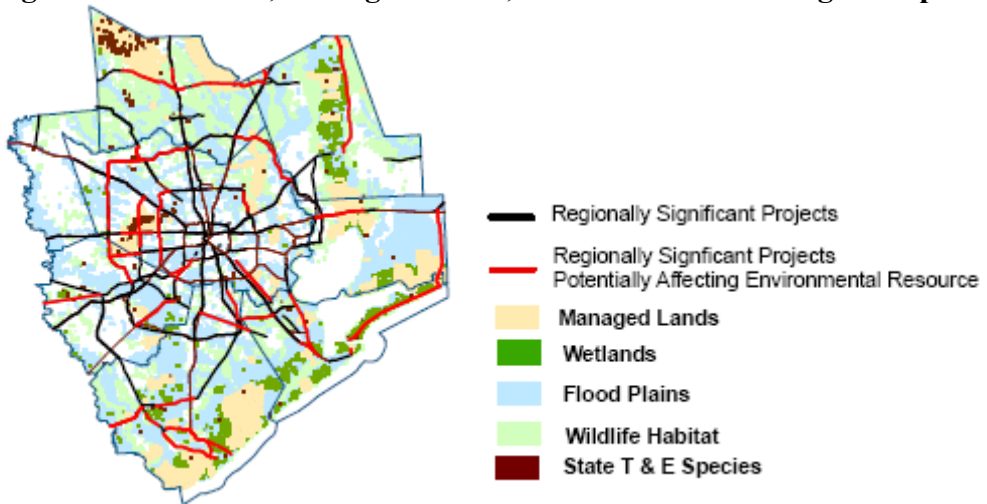 Regionally Significant Projects
Regionally Signficant Projects
Potentially Affecting Environmental Resource
Managed Lands
Wetlands
Flood Plains
Wildlife Habitat
State T & E Species